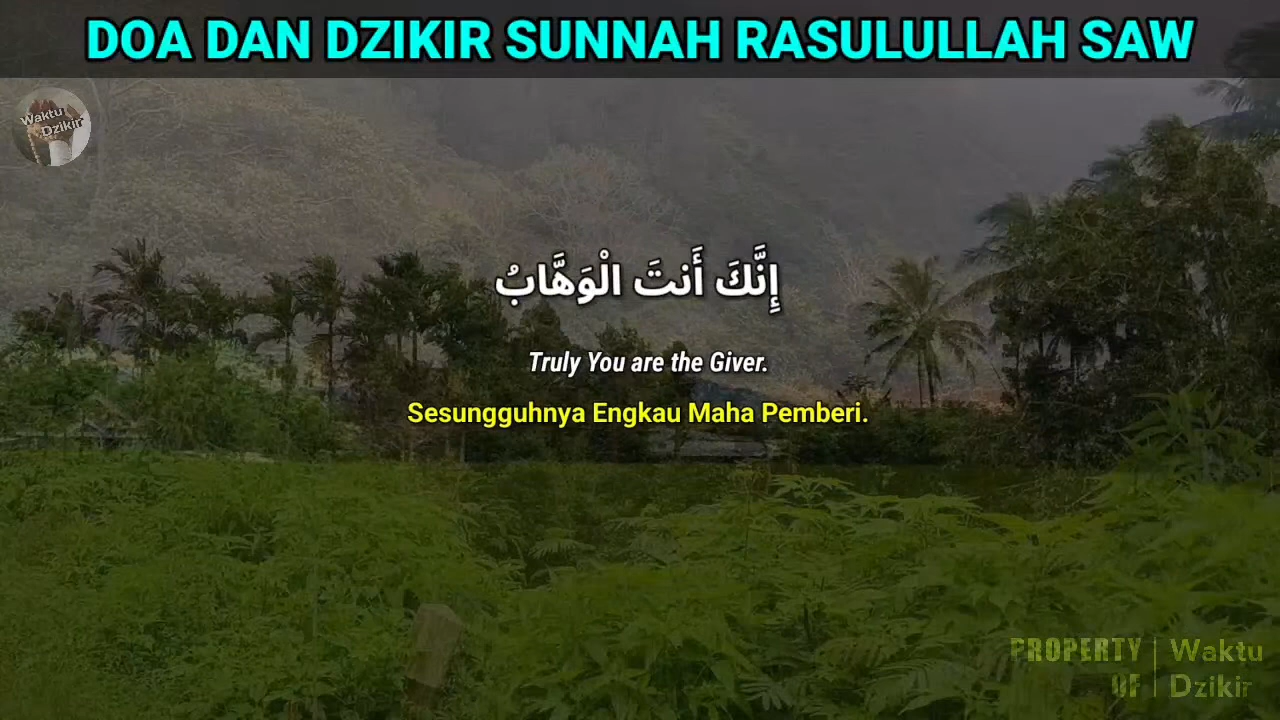 DOA DAN DZIKIR SUNNAH RASULULLAH SAW
Waktu
Dzikir
إِنَّكَ أَنتَ الْوَهَّابُ
Truly You are the Giver.
Sesungguhnya Engkau Maha Pemberi.
PROPERTY | Waktu
OF | Dzikir